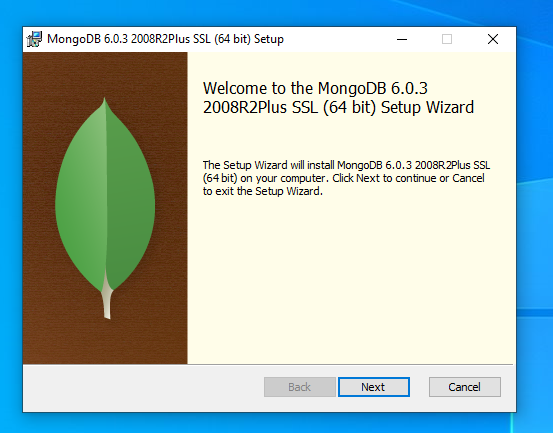 MongoDB 6.0.3 2008R2Plus SSL (64 bit) Setup
Welcome to the MongoDB 6.0.3
2008R2Plus SSL (64 bit) Setup Wizard
The Setup Wizard will install MongoDB 6.0.3 2008R2Plus SSL
(64 bit) on your computer. Click Next to continue or Cancel
to exit the Setup Wizard.
Back Next Cancel